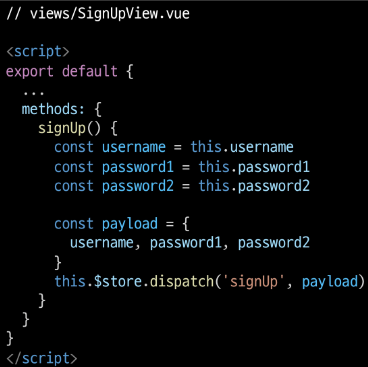 // views/SignUpView.vue

<script>
export default {
  ...
  methods: {
    signUp() {
      const username = this.username
      const password1 = this.password1
      const password2 = this.password2

      const payload = {
        username, password1, password2
      }
      this.$store.dispatch('signUp', payload)
    }
  }
}
</script>